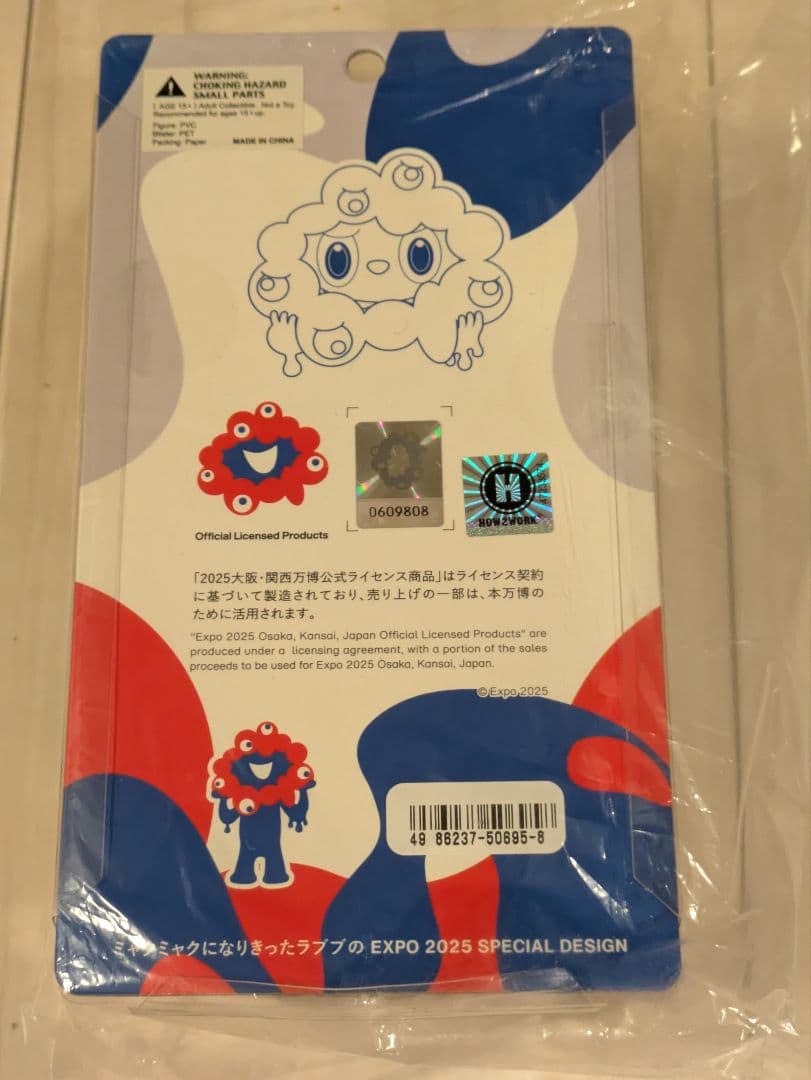 WARNING:
CHOKING HAZARD
SMALL PARTS
[ AGE 15+ ] Adult Collectible . Not a Toy
Recommended for ages 15+up.
Figure: PVC
Blister: PET
Packing: Paper
MADE IN CHINA
Official Licensed Products
0609808
H
HOW2WORK
「2025大阪・関西万博公式ライセンス商品」はライセンス契約
に基づいて製造されており、売り上げの一部は、本万博の
ために活用されます。
"Expo 2025 Osaka, Kansai, Japan Official Licensed Products" are
produced under a licensing agreement, with a portion of the sales
proceeds to be used for Expo 2025 Osaka, Kansai, Japan.
©Expo 2025
49 86237-50695-8
ミャクミャクになりきったラブブの EXPO 2025 SPECIAL DESIGN